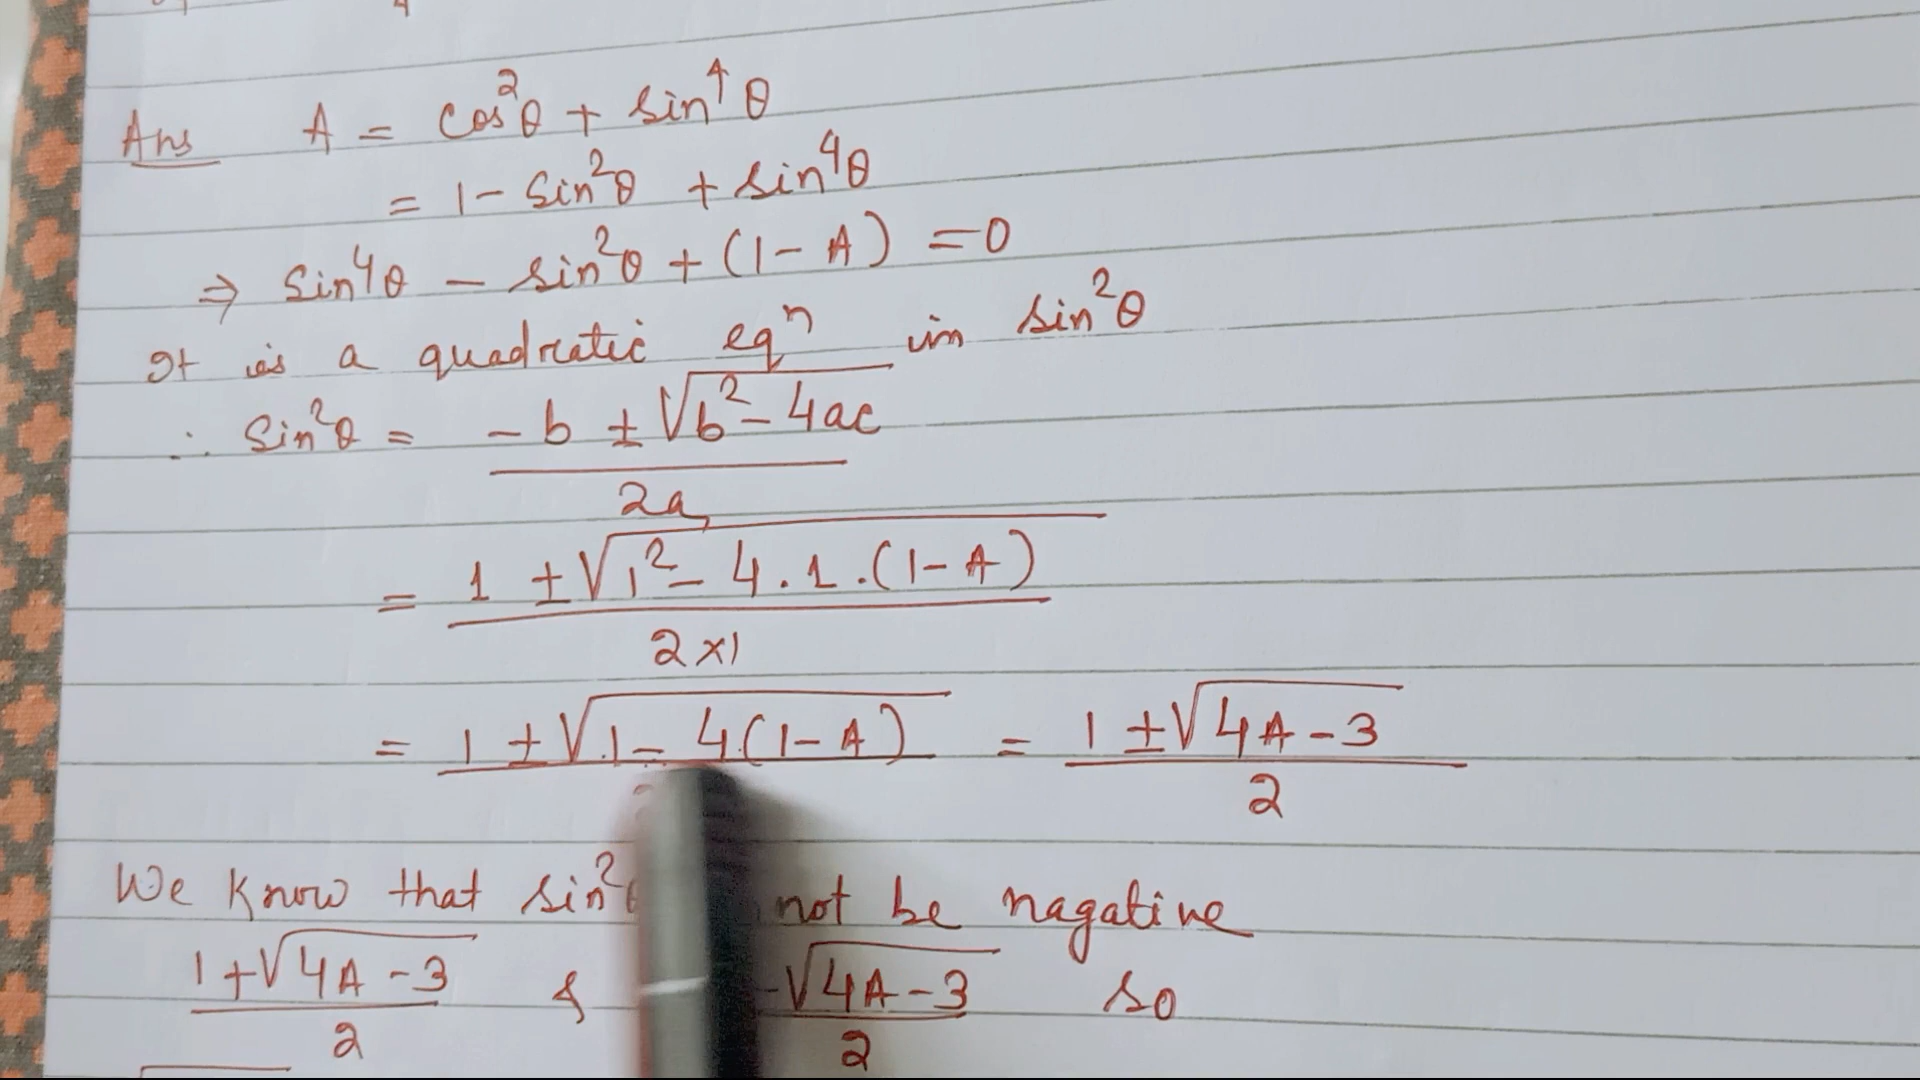 Ans A = cos²θ + sin⁴θ
= 1 - sin²θ + sin⁴θ
⇒ sin⁴θ - sin²θ + (1 - A) = 0
It is a quadratic eqⁿ in sin²θ
∴ sin²θ = (-b ± √(b² - 4ac)) / 2a
= (1 ± √(1² - 4.1.(1-A))) / 2×1
= (1 ± √(1 - 4(1-A))) / 2 = (1 ± √(4A-3)) / 2
We know that sin²θ not be nagative
(1 + √(4A-3)) / 2 & -√(4A-3) / 2 so